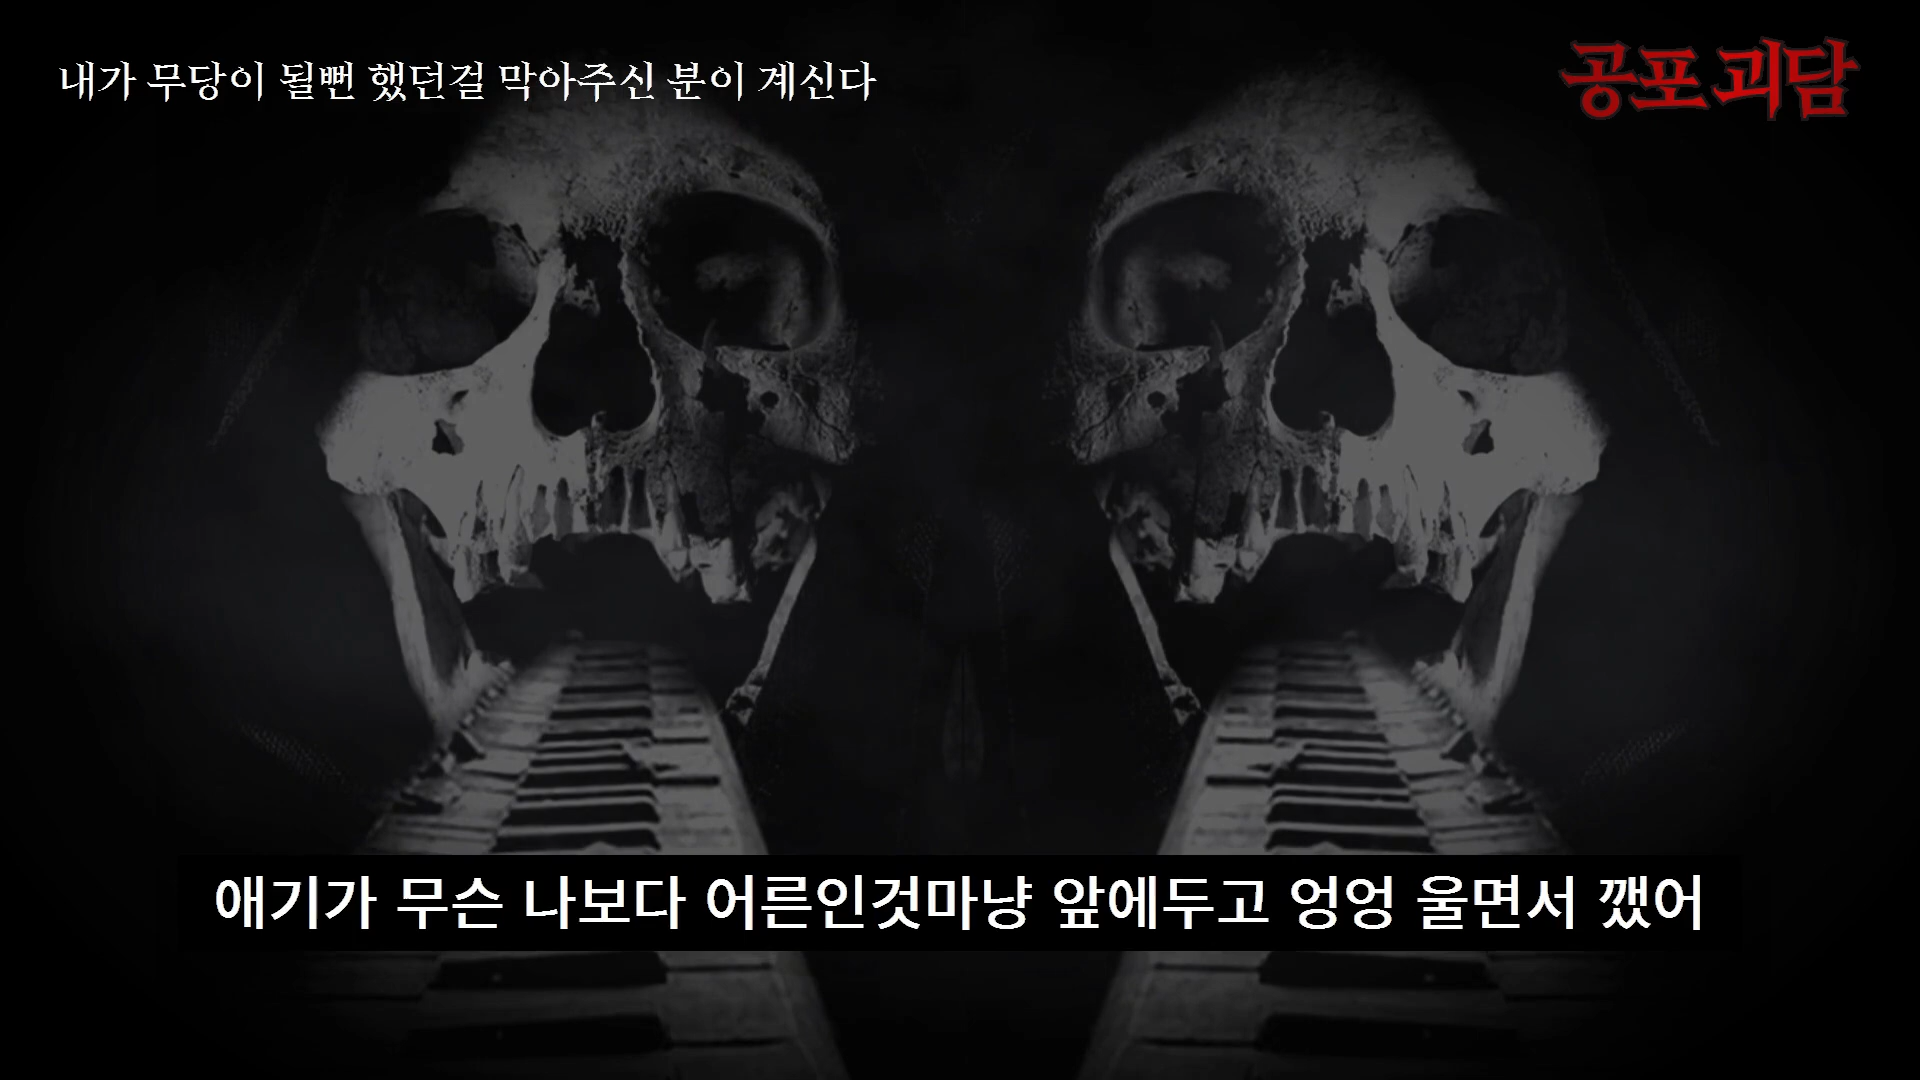 내가 무당이 될뻔 했던걸 막아주신 분이 계신다
공포괴담
애기가 무슨 나보다 어른인것마냥 앞에두고 엉엉 울면서 깼어